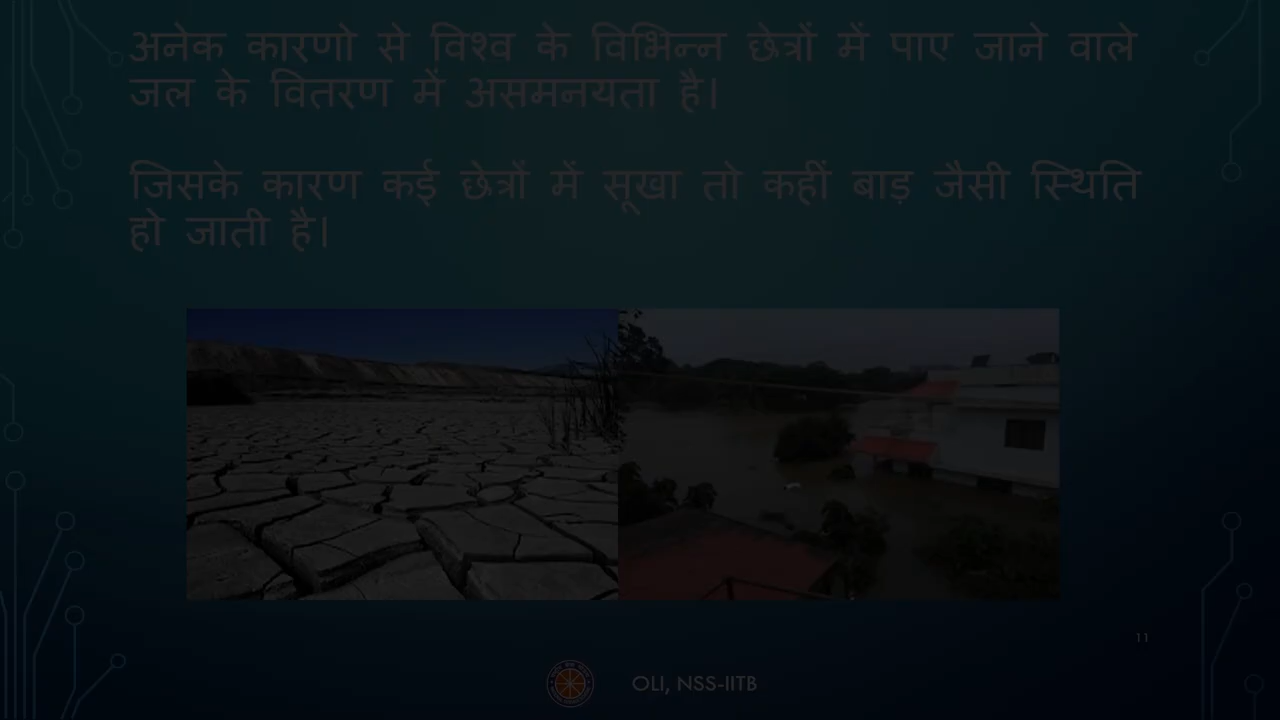 अनेक कारणो से विश्व के विभिन्न छेत्रों में पाए जाने वाले
जल के वितरण में असमनयता है।
जिसके कारण कई छेत्रों में सूखा तो कहीं बाड़ जैसी स्थिति
हो जाती है।
11
OLI, NSS-IITB